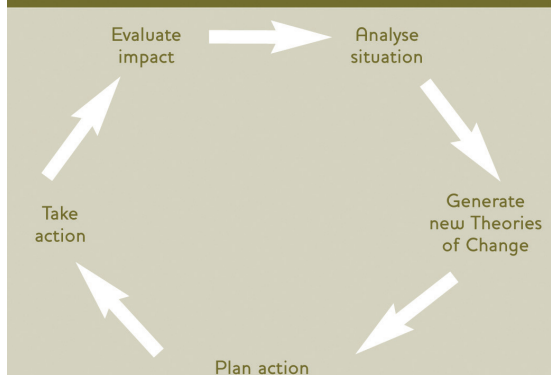 Evaluate
impact
Analyse
situation
Generate
new Theories
of Change
Plan action
Take
action